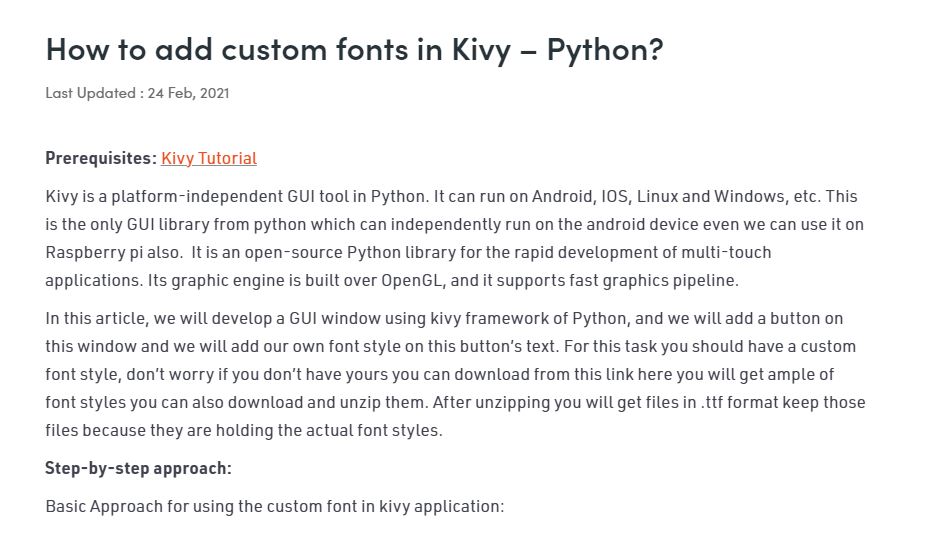 How to add custom fonts in Kivy – Python?
Last Updated : 24 Feb, 2021
Prerequisites: Kivy Tutorial
Kivy is a platform-independent GUI tool in Python. It can run on Android, IOS, Linux and Windows, etc. This
is the only GUI library from python which can independently run on the android device even we can use it on
Raspberry pi also.  It is an open-source Python library for the rapid development of multi-touch
applications. Its graphic engine is built over OpenGL, and it supports fast graphics pipeline.
In this article, we will develop a GUI window using kivy framework of Python, and we will add a button on
this window and we will add our own font style on this button’s text. For this task you should have a custom
font style, don’t worry if you don’t have yours you can download from this link here you will get ample of
font styles you can also download and unzip them. After unzipping you will get files in .ttf format keep those
files because they are holding the actual font styles.
Step-by-step approach:
Basic Approach for using the custom font in kivy application: